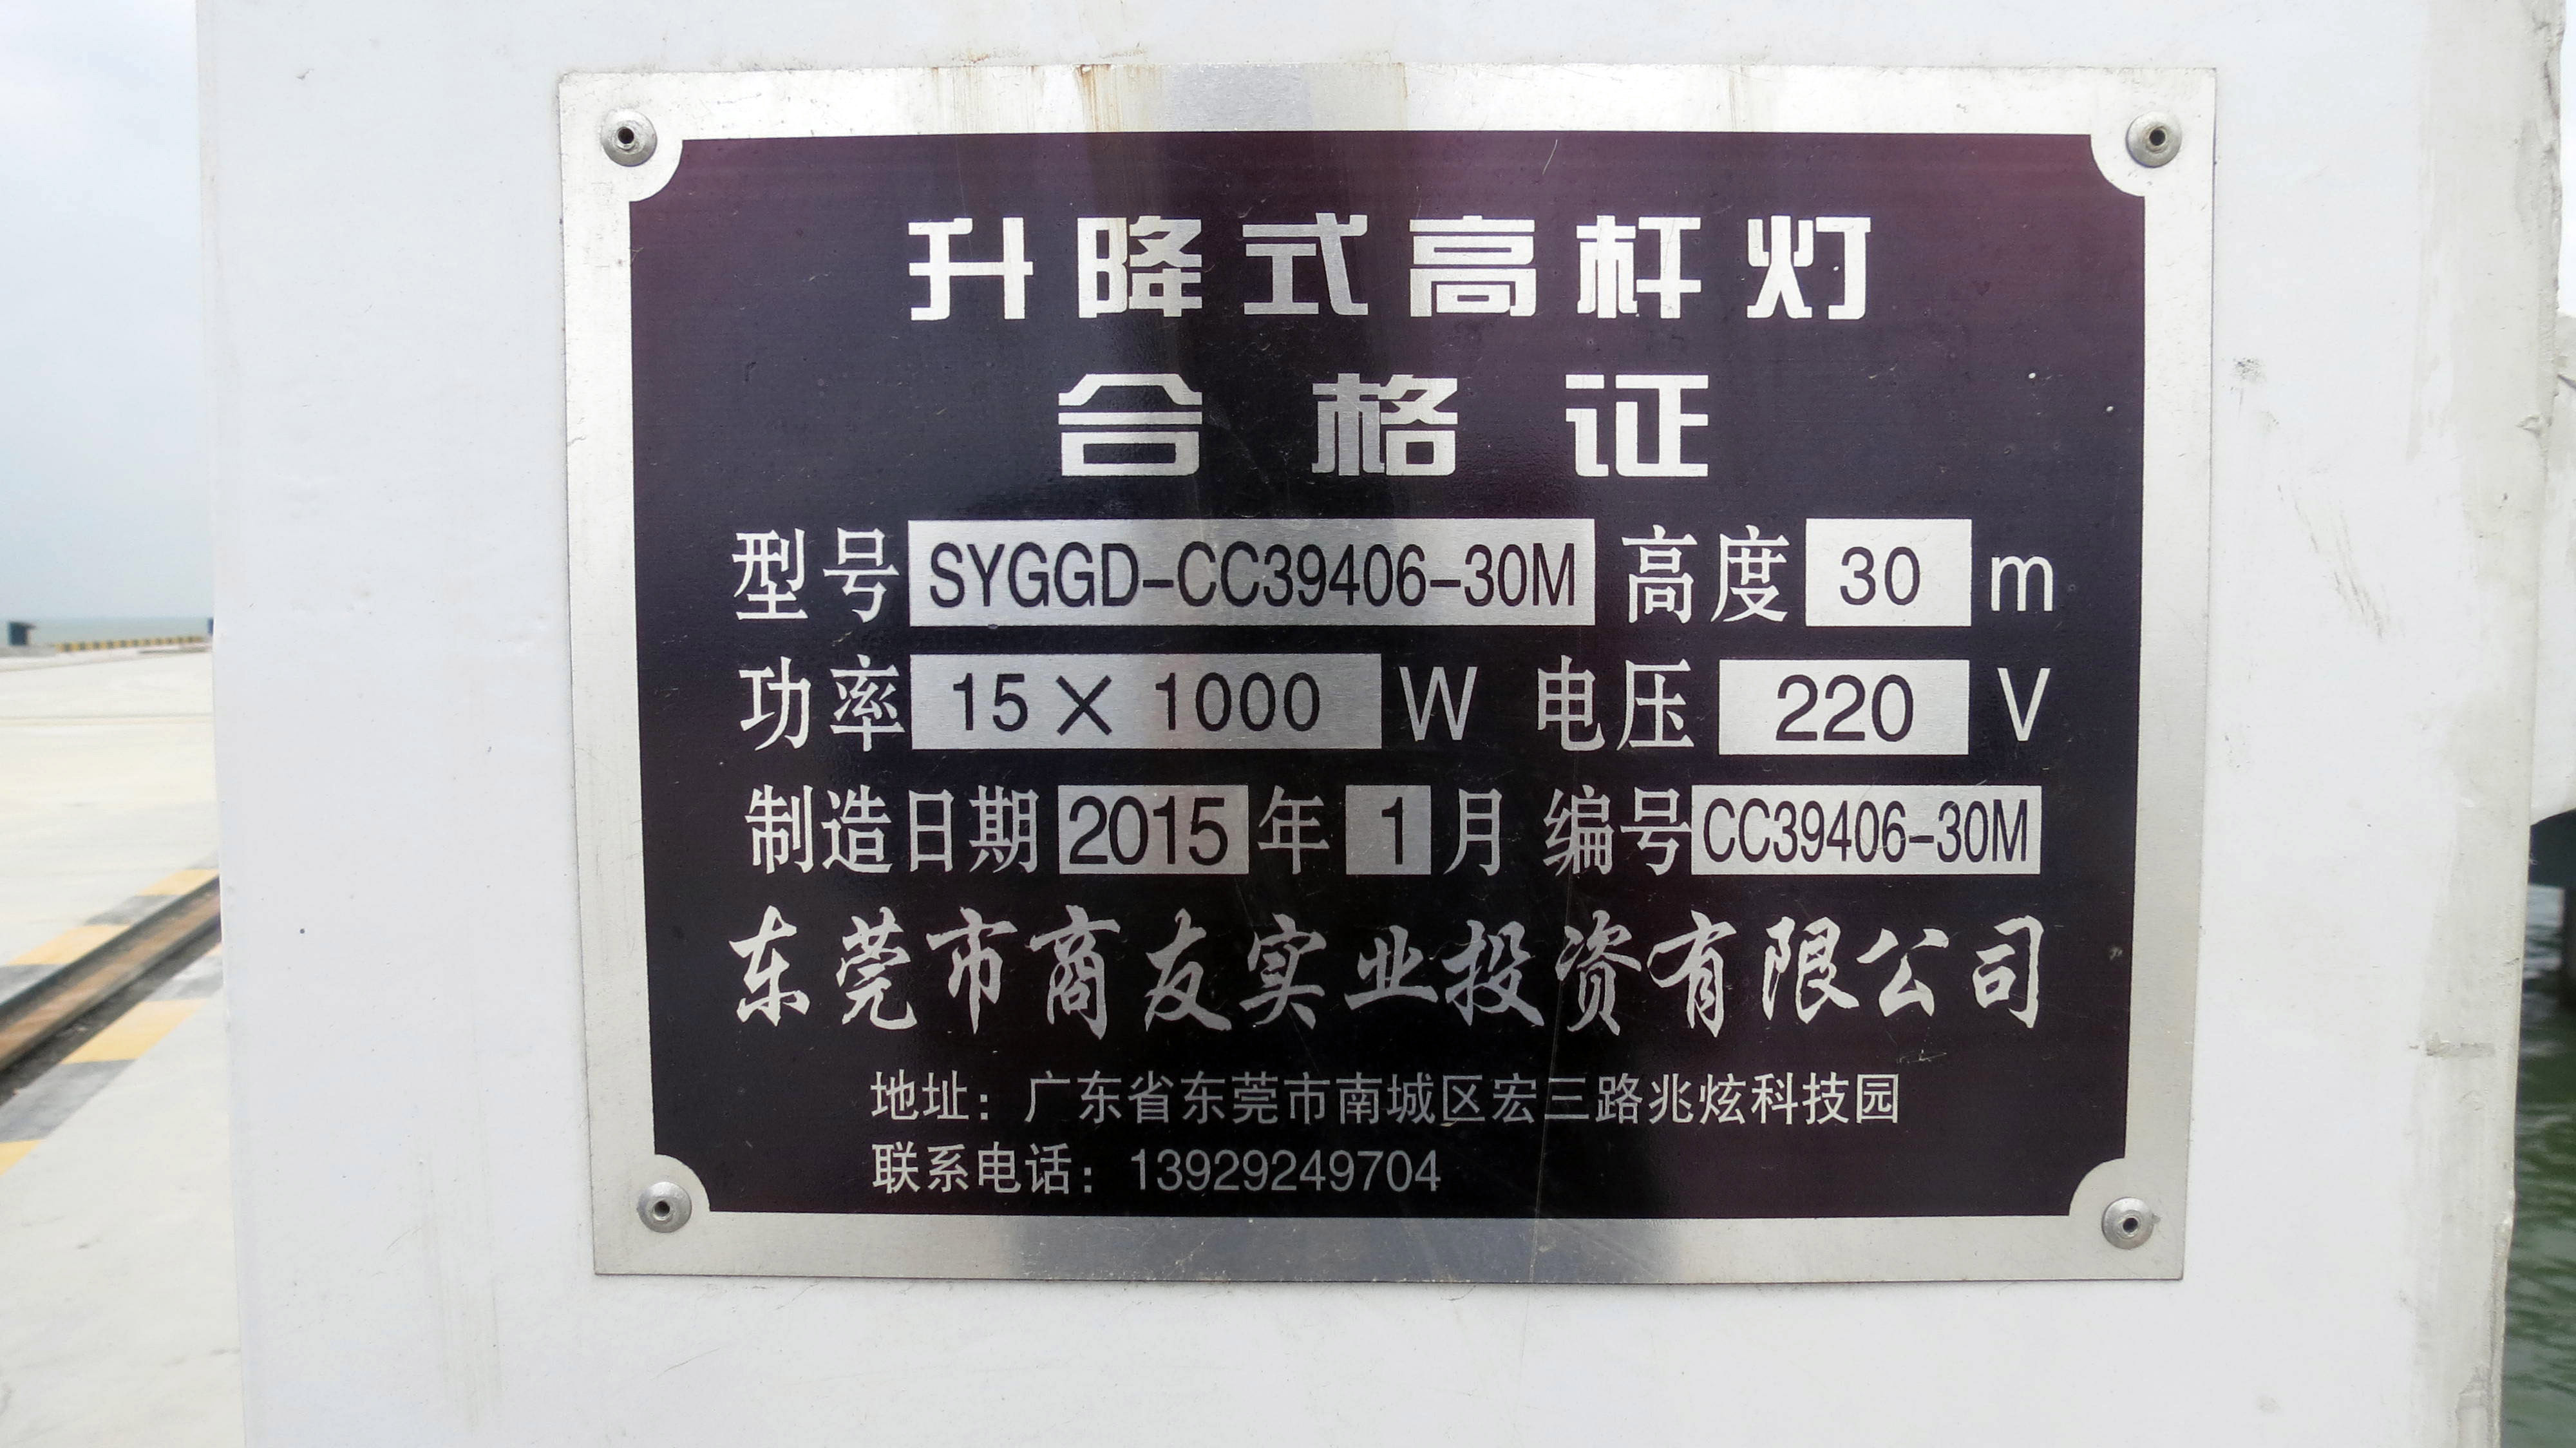 升降式高杆灯
合格证
型号 SYGGD-CC39406-30M 高度 30 m
功率 15×1000 W 电压 220 V
制造日期 2015 年 1 月 编号 CC39406-30M
东莞市商友实业投资有限公司
地址：广东省东莞市南城区宏三路兆炫科技园
联系电话：13929249704